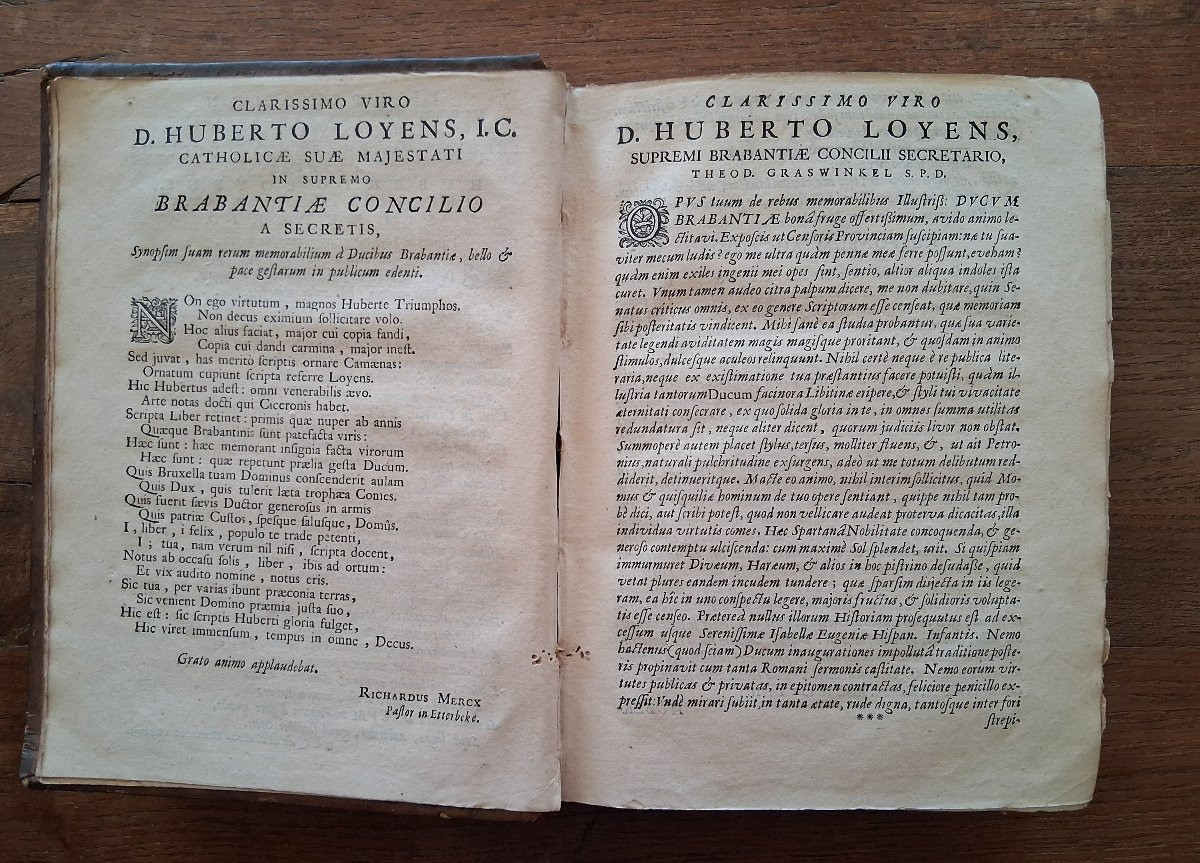 CLARISSIMO VIRO
D. HUBERTO LOYENS, I.C.
CATHOLICÆ SUÆ MAJESTATI
IN SUPREMO
BRABANTIÆ CONCILIO
A SECRETIS,
Synopſim ſuam rerum memorabilium à Ducibus Brabantiæ, bello &
pace geſtarum in publicum edenti.
NOn ego virtutum, magnos Huberte Triumphos.
Non decus eximium ſollicitare volo.
Hoc alius faciat, major cui copia fandi,
Copia cui dandi carmina, major ineſt.
Sed juvat, has meritò ſcriptis ornare Camænas:
Ornatum cupiunt ſcripta referre Loyens.
Hic Hubertus adeſt: omni venerabilis ævo.
Arte notas docti qui Ciceronis habet.
Scripta Liber retinet: primis quæ nuper ab annis
Quæque Brabantinis ſunt patefacta viris:
Hæc ſunt: hæc memorant inſignia facta virorum
Hæc ſunt: quæ repetunt prælia geſta Ducum.
Quis Bruxella tuam Dominus conſcenderit aulam
Quis Dux, quis tulerit læta trophæa Comes.
Quis fuerit ſævis Ductor generoſus in armis
Quis patriæ Cuſtos, ſpeſque ſaluſque, Domûs.
I, liber, i felix, populo te trade petenti,
I; tua, nam verum nil niſi, ſcripta docent,
Notus ab occaſu ſolis, liber, ibis ad ortum:
Et vix audito nomine, notus eris.
Sic tua, per varias ibunt præconia terras,
Sic venient Domino præmia juſta ſuo,
Hic eſt: ſic ſcriptis Huberti gloria fulget,
Hic viret immenſum, tempus in omne, Decus.
Grato animo applaudebat.
RICHARDUS MERCX
Paſtor in Etterbeke.
CLARISSIMO VIRO
D. HUBERTO LOYENS,
SUPREMI BRABANTIÆ CONCILII SECRETARIO,
THEOD. GRASWINKEL S.P.D.
OPVS tuum de rebus memorabilibus Illuſtriſſ: DVCVM
BRABANTIÆ bonâ fruge offertiſſimum, avido animo le-
ctitavi. Expoſcis ut Cenſoris Provinciam ſuſcipiam: næ tu ſua-
viter mecum ludis? ego me ultra quàm pennæ meæ ferre poſſunt, eveham?
quàm enim exiles ingenii mei opes ſint, ſentio, altior aliqua indoles iſta
curet. Vnum tamen audeo citra palpum dicere, me non dubitare, quin Se-
natus criticus omnis, ex eo genere Scriptorum eſſe cenſeat, quæ memoriam
ſibi poſteritatis vindicent. Mihi ſanè ea ſtudia probantur, quæ ſua varie-
tate legendi aviditatem magis magiſque proritant, & quoſdam in animo
ſtimulos, dulceſque aculeos relinquunt. Nihil certè neque è re publica lite-
raria, neque ex exiſtimatione tua præſtantius facere potuiſti, quàm il-
luſtria tantorum Ducum facinora Libitinæ eripere, & ſtyli tui vivacitate
æternitati conſecrare, ex quo ſolida gloria in te, in omnes ſumma utilitas
redundatura ſit, neque aliter dicent, quorum judiciis livor non obſtat.
Summoperè autem placet ſtylus, terſus, molliter fluens, &, ut ait Petro-
nius, naturali pulchritudine exſurgens, adeò ut me totum delibutum red-
diderit, detinueritque. Macte eo animo, nihil interim ſollicitus, quid Mo-
mus & quiſquiliæ hominum de tuo opere ſentiant, quippe nihil tam pro-
bè dici, aut ſcribi poteſt, quod non vellicare audeat proterva dicacitas, illa
individua virtutis comes. Hæc Spartanâ Nobilitate concoquenda, & ge-
neroſo contemptu ulciſcenda: cum maximè Sol ſplendet, urit. Si quiſpiam
immurmuret Divæum, Haræum, & alios in hoc piſtrino deſudaſſe, quid
vetat plures eandem incudem tundere; quæ ſparſim disjecta in iis lege-
ram, ea hîc in uno conſpectu legere, majoris fructus, & ſolidioris volupta-
tis eſſe cenſeo. Præterea nullus illorum Hiſtoriam proſequutus eſt ad ex-
ceſſum uſque Sereniſſimæ Iſabellæ Eugeniæ Hiſpan. Infantis. Nemo
hactenus (quod ſciam) Ducum inaugurationes impollutâ traditione poſte-
ris propinavit cum tanta Romani ſermonis caſtitate. Nemo eorum vir-
tutes publicas & privatas, in epitomen contractas, feliciore penicillo ex-
preſſit. Vndè mirari ſubiit, in tanta ætate, rude digna, tantoſque inter fori
***
ſtrepi-